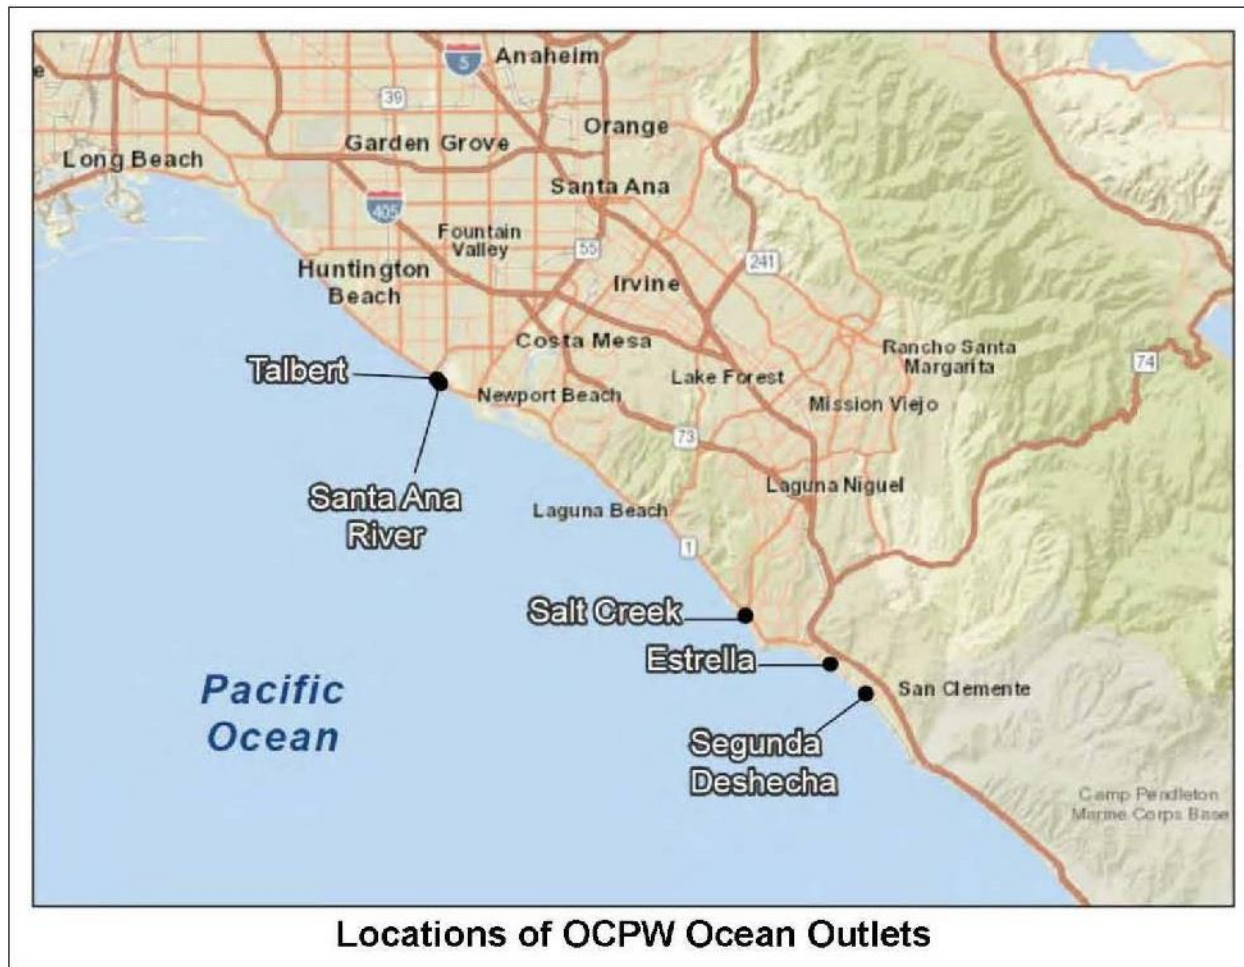 Anaheim
5
e
39
Orange
Garden Grove
Long Beach
Santa Ana
405
Fountain
Valley
55
241
Huntington
Beach
Irvine
Costa Mesa
Rancho Santa
Margarita
74
Talbert
Lake Forest
Newport Beach
Mission Viejo
73
Laguna Niguel
Santa Ana
River
Laguna Beach
1
Salt Creek
Estrella
San Clemente
Pacific
Ocean
Segunda
Deshecha
Camp Pendleton
Marine Corps Base
Locations of OCPW Ocean Outlets